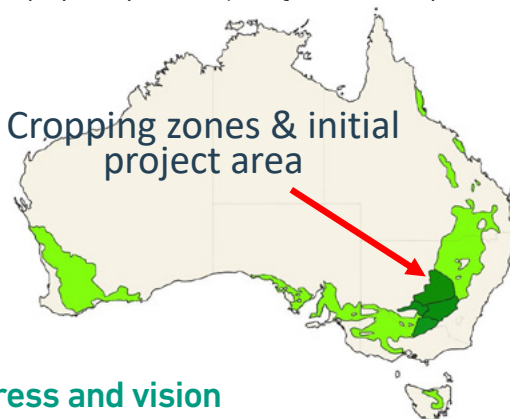 Cropping zones & initial
project area
ress and vision